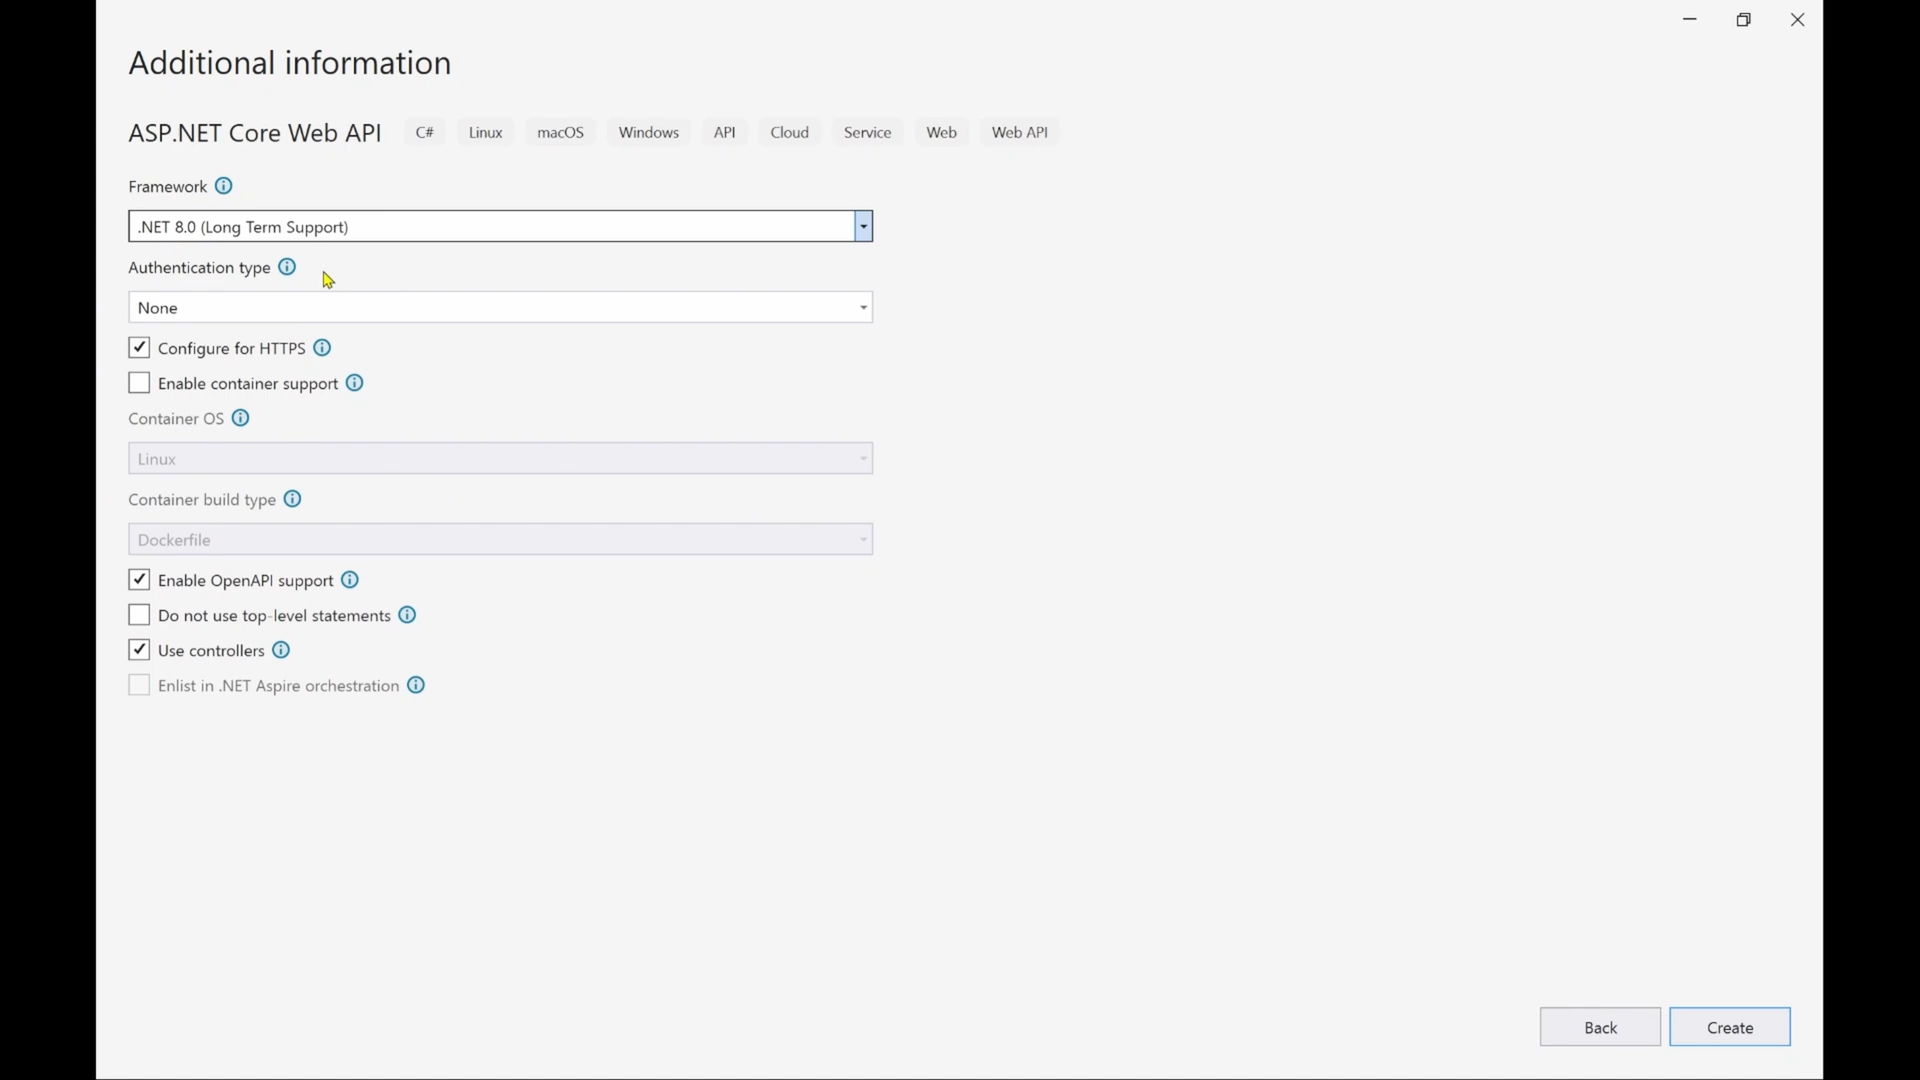 Additional information
ASP.NET Core Web API C# Linux macOS Windows API Cloud Service Web Web API
Framework
.NET 8.0 (Long Term Support)
Authentication type
None
Configure for HTTPS
Enable container support
Container OS
Linux
Container build type
Dockerfile
Enable OpenAPI support
Do not use top-level statements
Use controllers
Enlist in .NET Aspire orchestration
Back Create